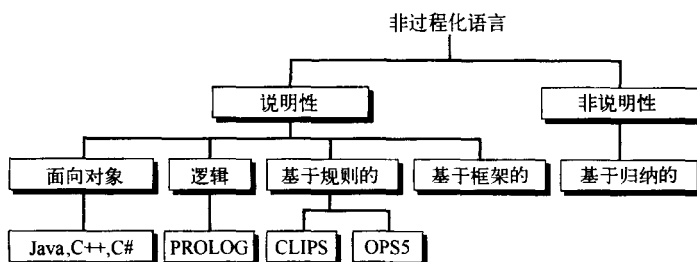 非过程化语言
说明性
非说明性
面向对象
逻辑
基于规则的
基于框架的
基于归纳的
Java,C++,C#
PROLOG
CLIPS
OPS5